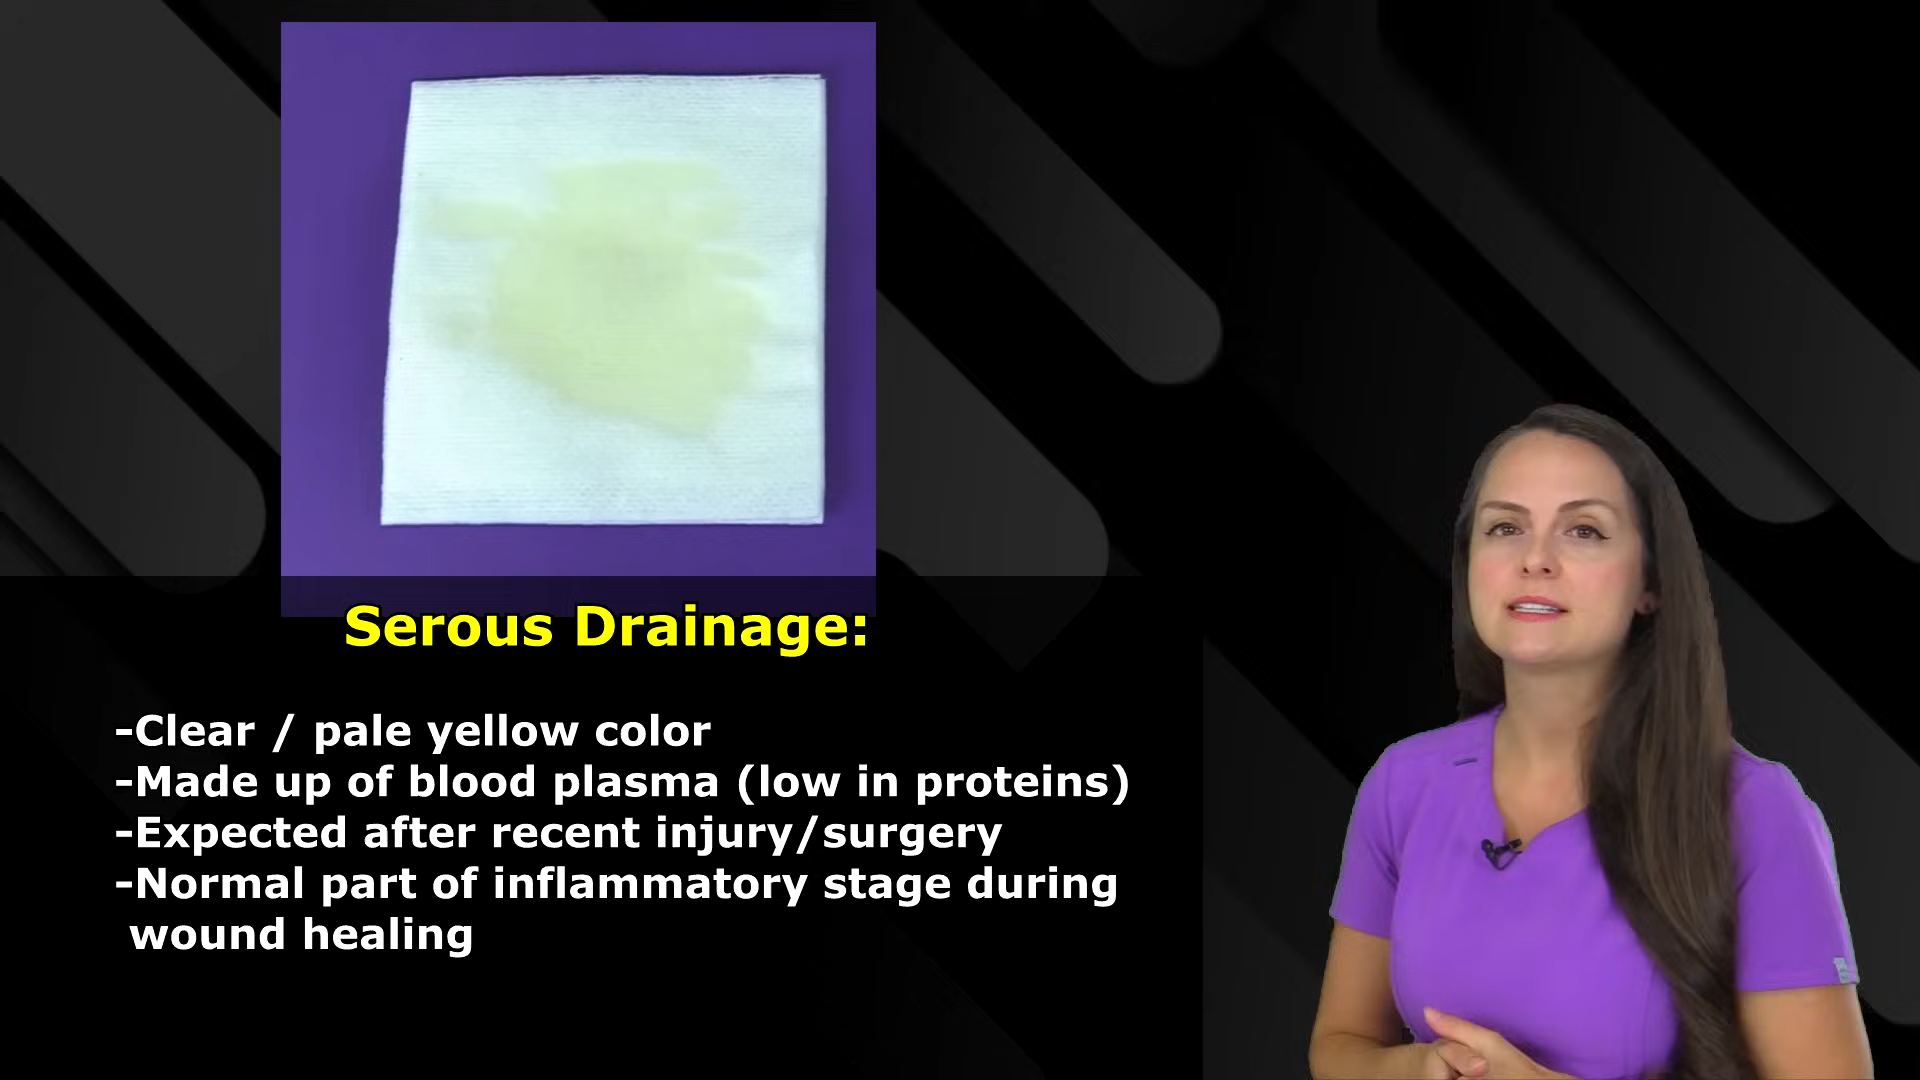 Serous Drainage:
-Clear / pale yellow color
-Made up of blood plasma (low in proteins)
-Expected after recent injury/surgery
-Normal part of inflammatory stage during
wound healing